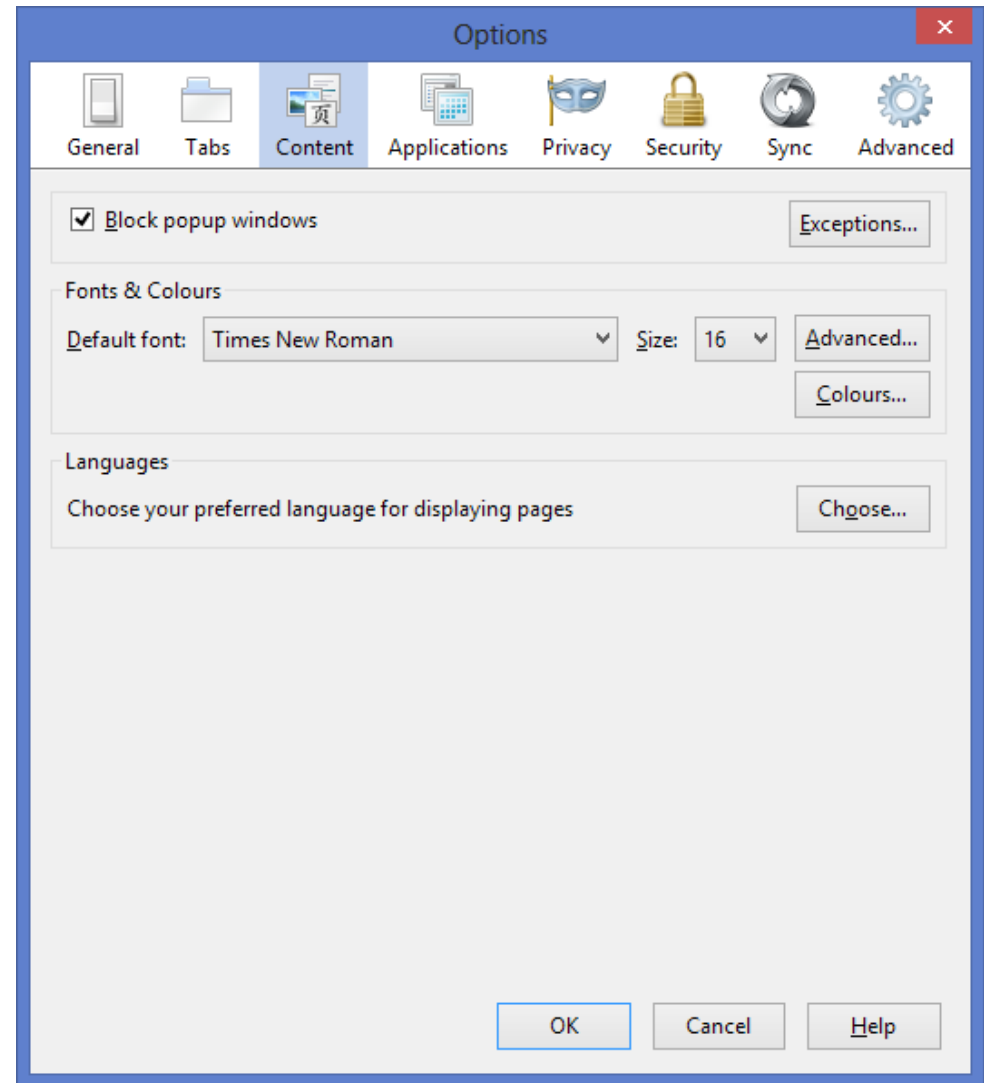 Options
页
General Tabs Content Applications Privacy Security Sync Advanced
Block popup windows Exceptions...
Fonts & Colours
Default font: Times New Roman Size: 16 Advanced...
Colours...
Languages
Choose your preferred language for displaying pages Choose...
OK Cancel Help